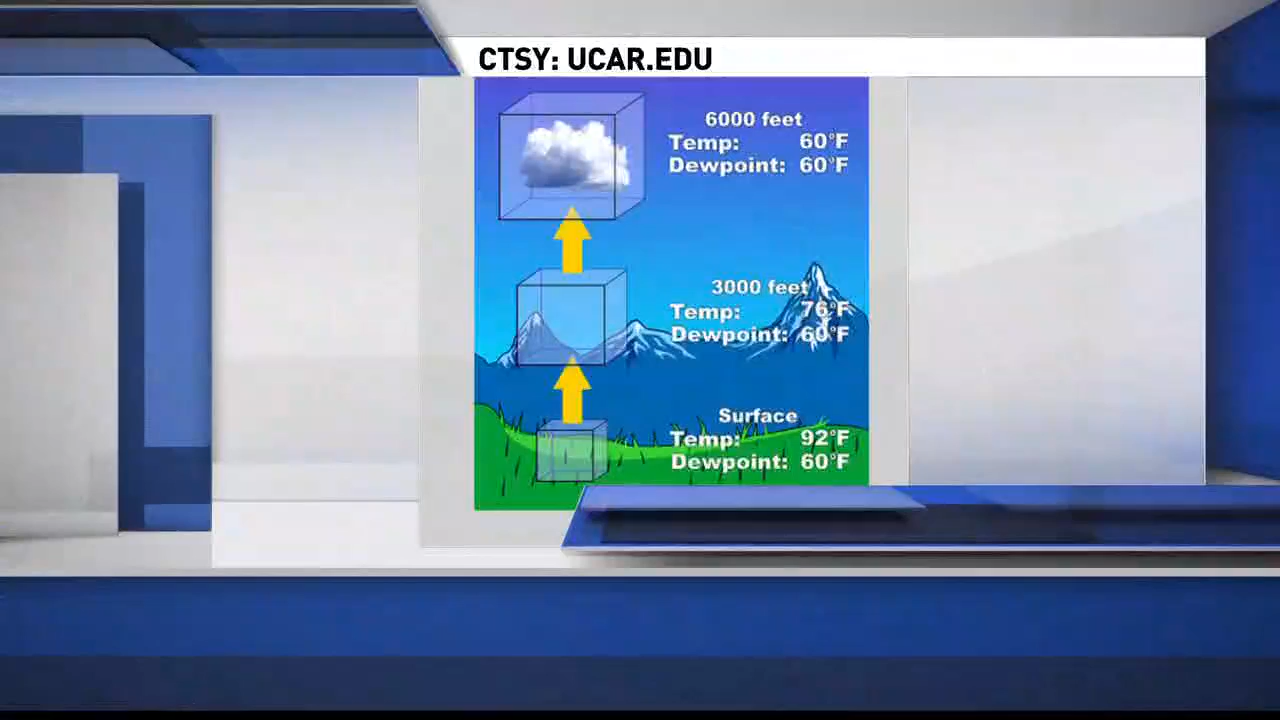 CTSY: UCAR.EDU
6000 feet
Temp: 60°F
Dewpoint: 60°F
3000 feet
Temp: 76°F
Dewpoint: 60°F
Surface
Temp: 92°F
Dewpoint: 60°F